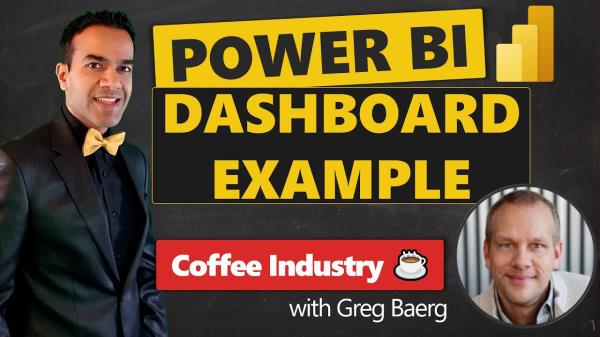 POWER BI
DASHBOARD
EXAMPLE
Coffee Industry
with Greg Baerg